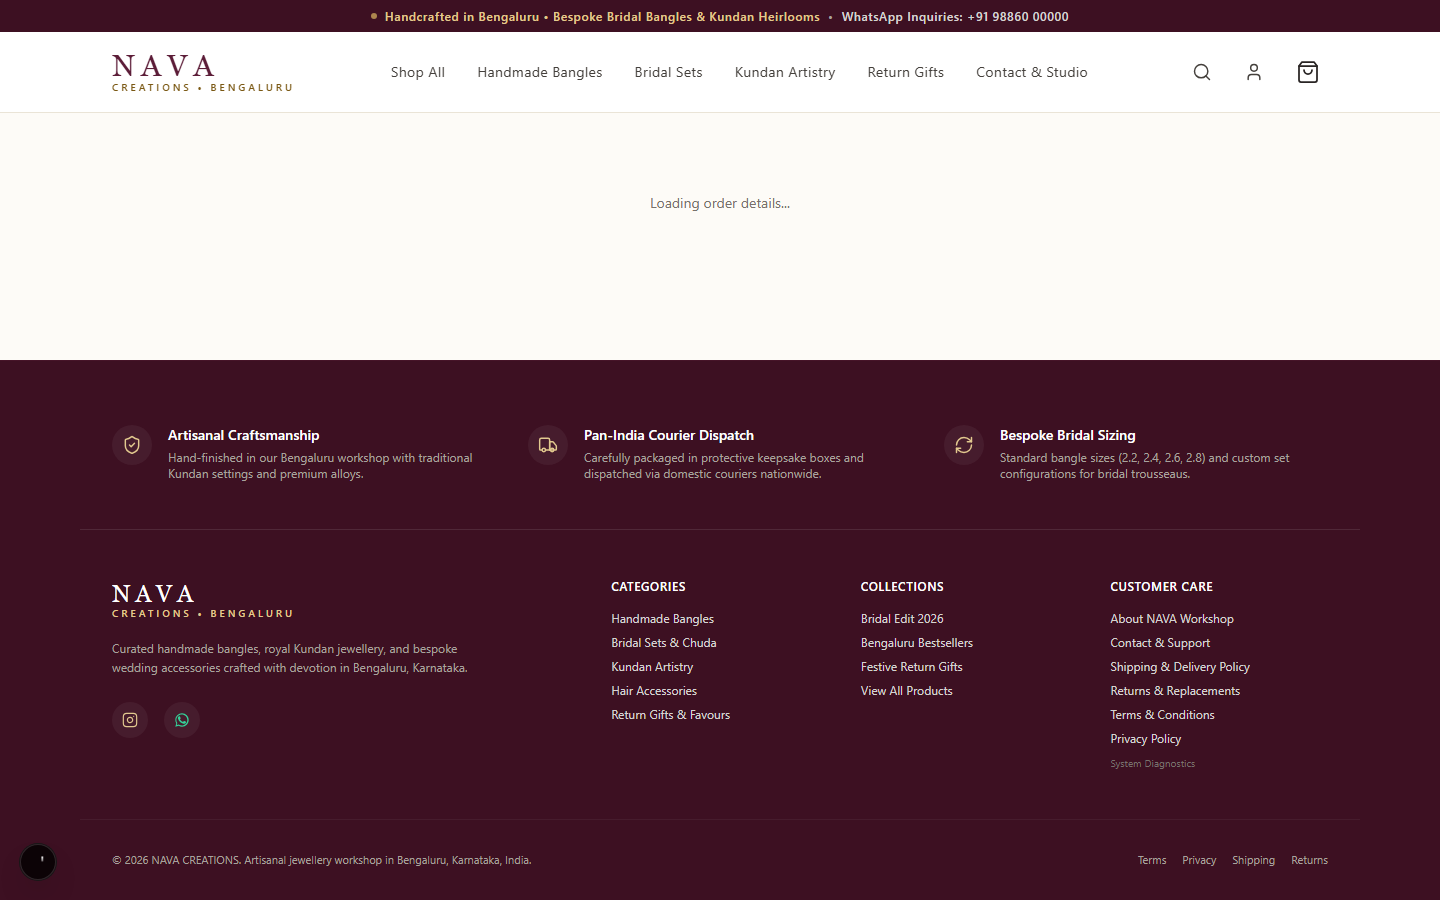 Handcrafted in Bengaluru • Bespoke Bridal Bangles & Kundan Heirlooms • WhatsApp Inquiries: +91 98860 00000
NAVA
CREATIONS • BENGALURU
Shop All Handmade Bangles Bridal Sets Kundan Artistry Return Gifts Contact & Studio
Loading order details...
Artisanal Craftsmanship
Hand-finished in our Bengaluru workshop with traditional
Kundan settings and premium alloys.
Pan-India Courier Dispatch
Carefully packaged in protective keepsake boxes and
dispatched via domestic couriers nationwide.
Bespoke Bridal Sizing
Standard bangle sizes (2.2, 2.4, 2.6, 2.8) and custom set
configurations for bridal trousseaus.
NAVA
CREATIONS • BENGALURU
Curated handmade bangles, royal Kundan jewellery, and bespoke
wedding accessories crafted with devotion in Bengaluru, Karnataka.
CATEGORIES
Handmade Bangles
Bridal Sets & Chuda
Kundan Artistry
Hair Accessories
Return Gifts & Favours
COLLECTIONS
Bridal Edit 2026
Bengaluru Bestsellers
Festive Return Gifts
View All Products
CUSTOMER CARE
About NAVA Workshop
Contact & Support
Shipping & Delivery Policy
Returns & Replacements
Terms & Conditions
Privacy Policy
System Diagnostics
© 2026 NAVA CREATIONS. Artisanal jewellery workshop in Bengaluru, Karnataka, India.
Terms Privacy Shipping Returns